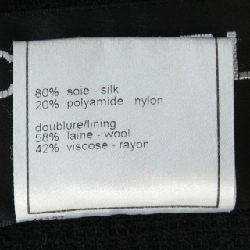 80% soie - silk
20% polyamide - nylon
doublure/lining
58% laine - wool
42% viscose - rayon